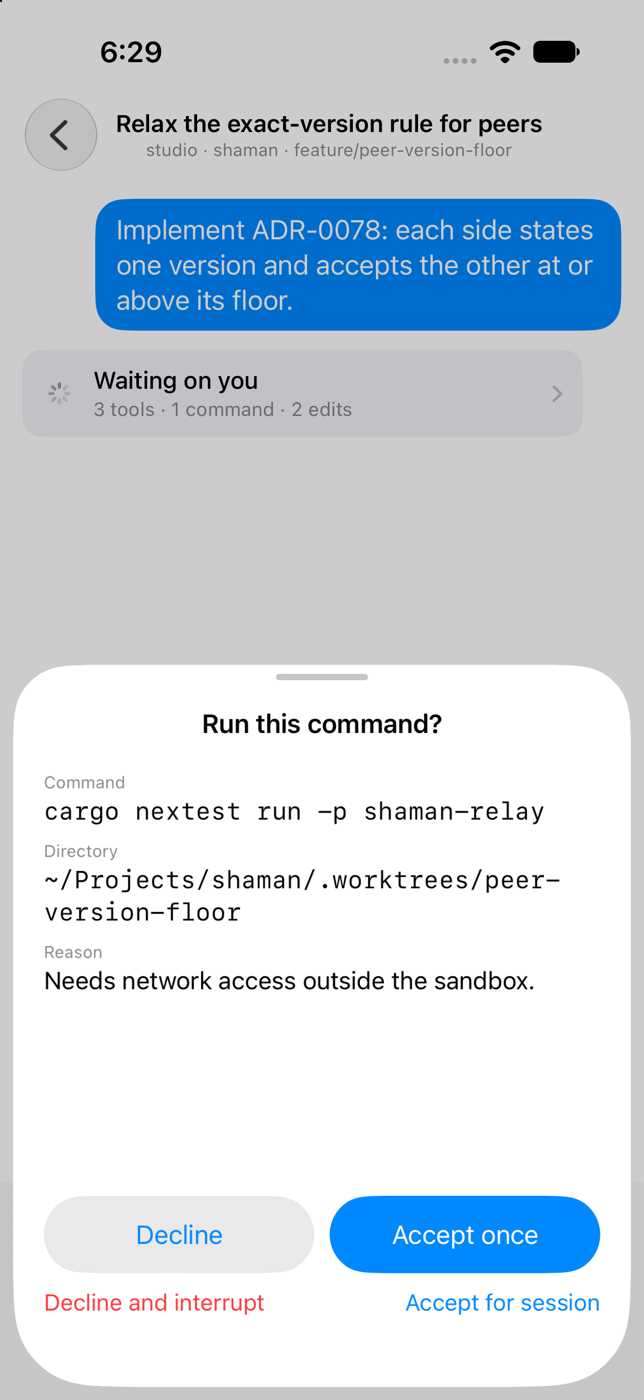 6:29
Relax the exact-version rule for peers
studio · shaman · feature/peer-version-floor
Implement ADR-0078: each side states
one version and accepts the other at or
above its floor.
Waiting on you
3 tools · 1 command · 2 edits
Run this command?
Command
cargo nextest run -p shaman-relay
Directory
~/Projects/shaman/.worktrees/peer-
version-floor
Reason
Needs network access outside the sandbox.
Decline
Accept once
Decline and interrupt
Accept for session